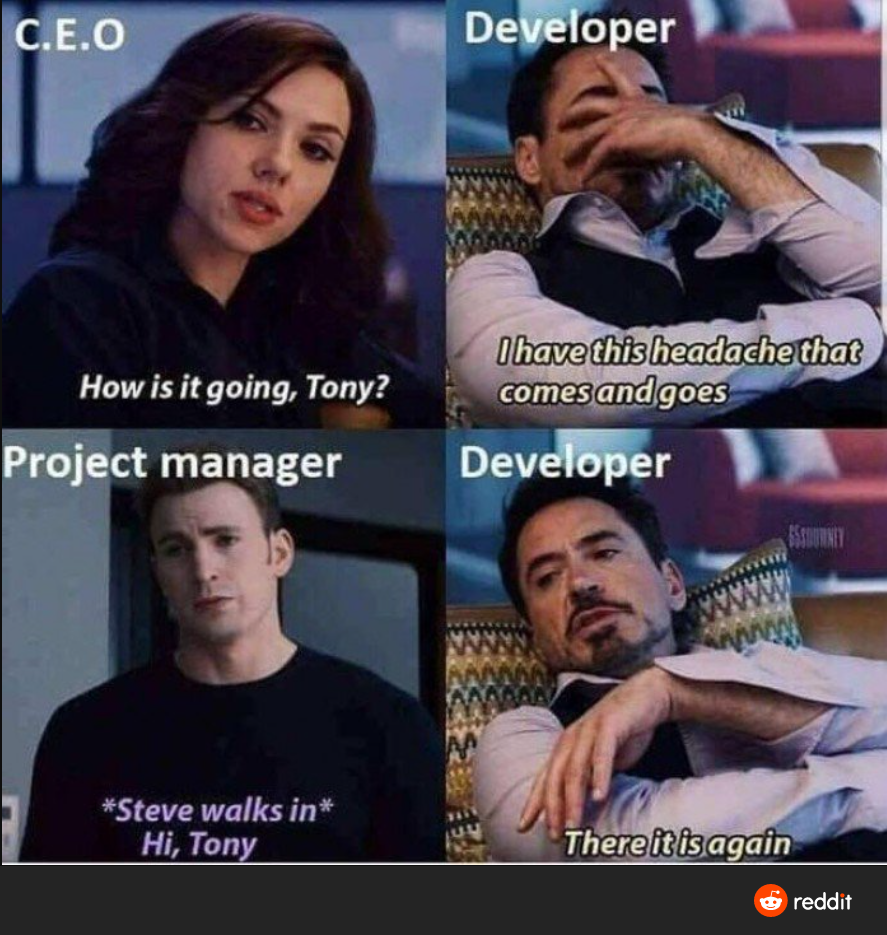 C.E.O
How is it going, Tony?
Developer
I have this headache that
comes and goes
Project manager
*Steve walks in*
Hi, Tony
Developer
There it is again
reddit